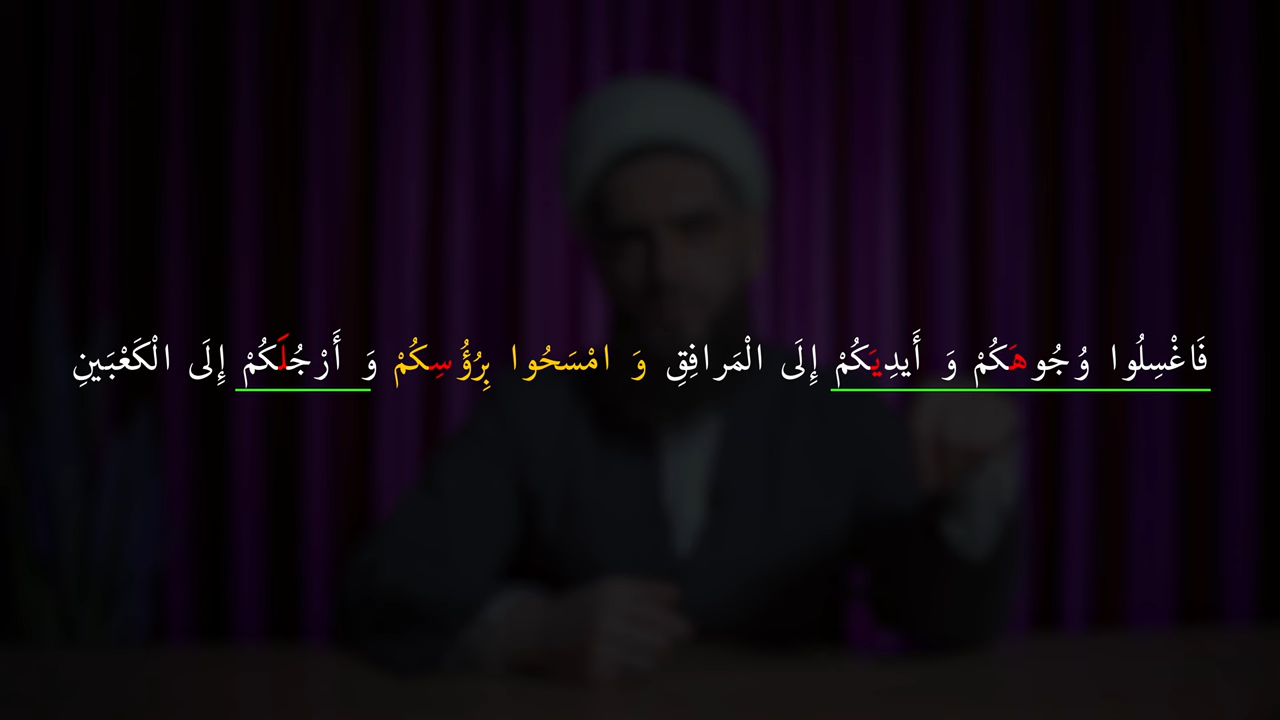 فَاغْسِلُوا وُجُوهَكُمْ وَ أَيدِيَكُمْ إِلَى الْمَرافِقِ وَ امْسَحُوا بِرُؤُسِكُمْ وَ أَرْجُلَكُمْ إِلَى الْكَعْبَينِ